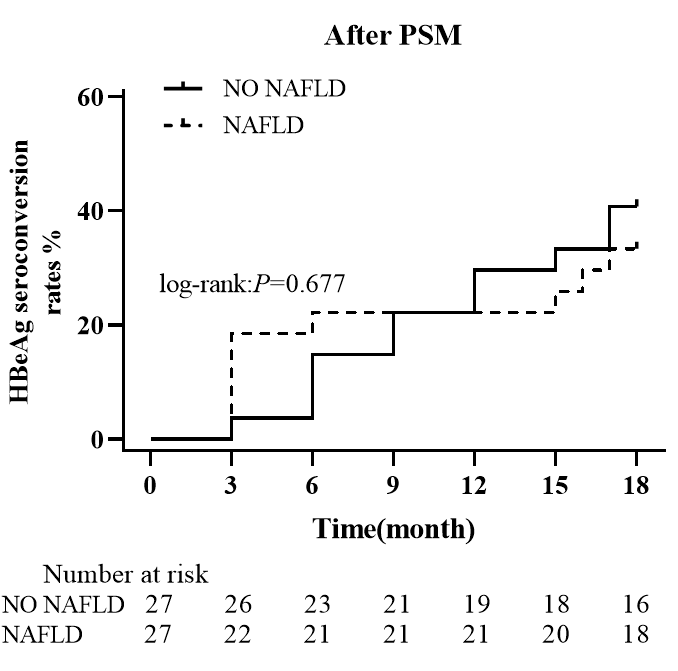 After PSM
NO NAFLD
NAFLD
HBeAg seroconversion
rates %
60
40
20
0
log-rank:P=0.677
0 3 6 9 12 15 18
Time(month)
Number at risk
NO NAFLD 27 26 23 21 19 18 16
NAFLD 27 22 21 21 21 20 18